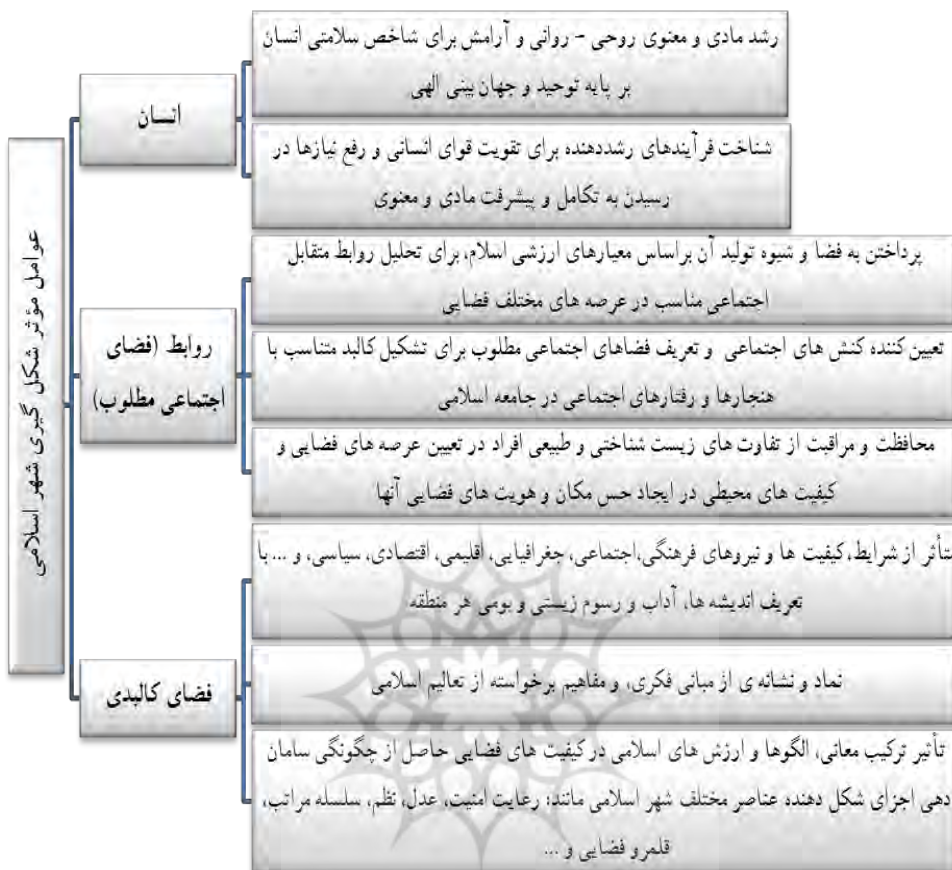 عوامل مؤثر شکل گیری شهر اسلامی
انسان
رشد مادی و معنوی روحی - روانی و آرامش برای شاخص سلامتی انسان
بر پایه توحید و جهان بینی الهی
شناخت فرآیندهای رشددهنده برای تقویت قوای انسانی و رفع نیازها در
رسیدن به تکامل و پیشرفت مادی و معنوی
روابط (فضای
اجتماعی مطلوب)
پرداختن به فضا و شیوه تولید آن براساس معیارهای ارزشی اسلام، برای تحلیل روابط متقابل
اجتماعی مناسب در عرصه های مختلف فضایی
تعیین کننده کنش های اجتماعی و تعریف فضاهای اجتماعی مطلوب برای تشکیل کالبد متناسب با
هنجارها و رفتارهای اجتماعی در جامعه اسلامی
محافظت و مراقبت از تفاوت های زیست شناختی و طبیعی افراد در تعیین عرصه های فضایی و
کیفیت های محیطی در ایجاد حس مکان و هویت های فضایی آنها
فضای کالبدی
متأثر از شرایط، کیفیت ها و نیروهای فرهنگی، اجتماعی، جغرافیایی، اقلیمی، اقتصادی، سیاسی، و ... با
تعریف اندیشه ها، آداب و رسوم زیستی و بومی هر منطقه
نماد و نشانه ی از مبانی فکری، و مفاهیم برخواسته از تعالیم اسلامی
تأثیر ترکیب معانی، الگوها و ارزش های اسلامی در کیفیت های فضایی حاصل از چگونگی سامان
دهی اجزای شکل دهنده عناصر مختلف شهر اسلامی مانند: رعایت امنیت، عدل، نظم، سلسله مراتب،
قلمرو فضایی و ...